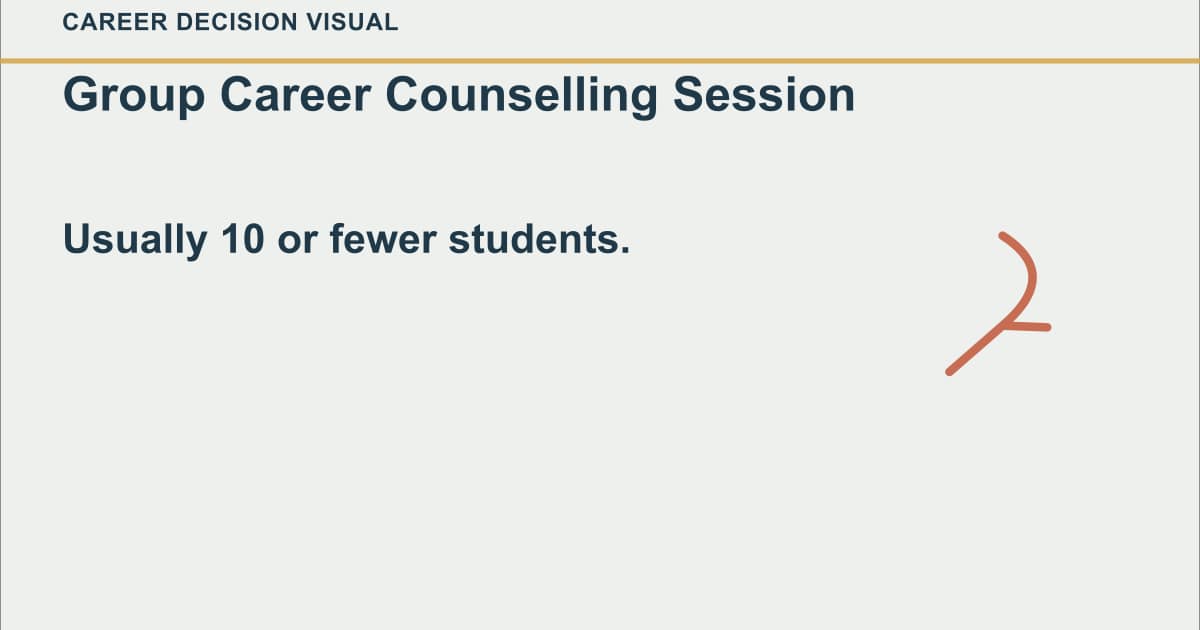 CAREER DECISION VISUAL
Group Career Counselling Session
Usually 10 or fewer students.